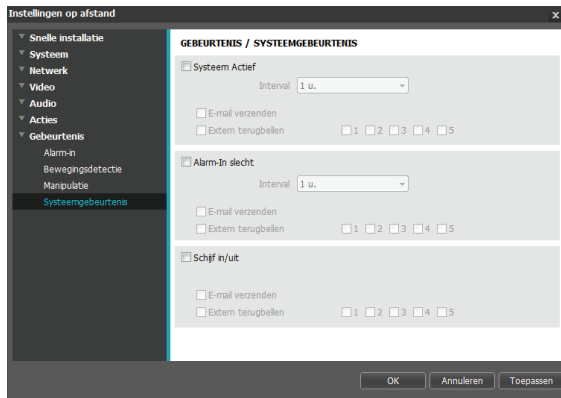 Instellingen op afstand x
Snelle installatie
Systeem
Netwerk
Video
Audio
Acties
Gebeurtenis
Alarm-in
Bewegingsdetectie
Manipulatie
Systeemgebeurtenis
GEBEURTENIS / SYSTEEMGEBEURTENIS
Systeem Actief
Interval 1 u.
E-mail verzenden
Extern terugbellen 1 2 3 4 5
Alarm-In slecht
Interval 1 u.
E-mail verzenden
Extern terugbellen 1 2 3 4 5
Schijf in/uit
E-mail verzenden
Extern terugbellen 1 2 3 4 5
OK Annuleren Toepassen